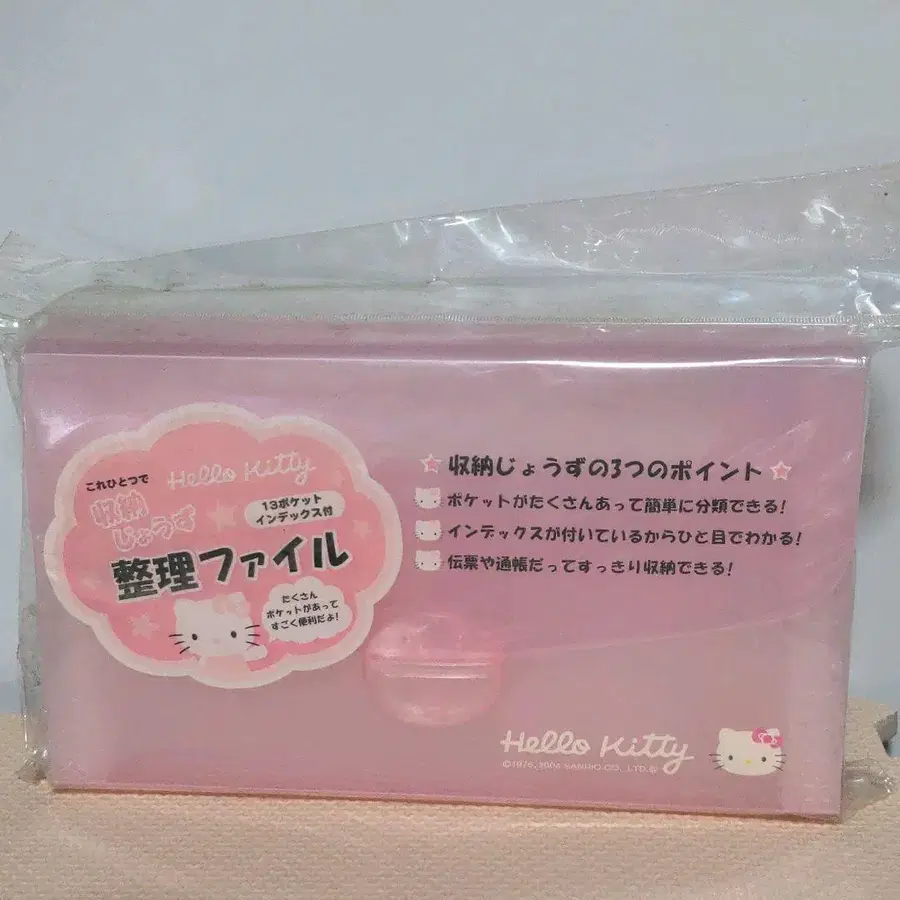 これひとつで
Hello Kitty
収納
じょうず
13ポケット
インデックス付
整理ファイル
たくさん
ポケットがあって
すごく便利だよ!
収納じょうずの3つのポイント
ポケットがたくさんあって簡単に分類できる!
インデックスが付いているからひと目でわかる!
伝票や通帳だってすっきり収納できる!
Hello Kitty
©1976, 2004 SANRIO CO., LTD.